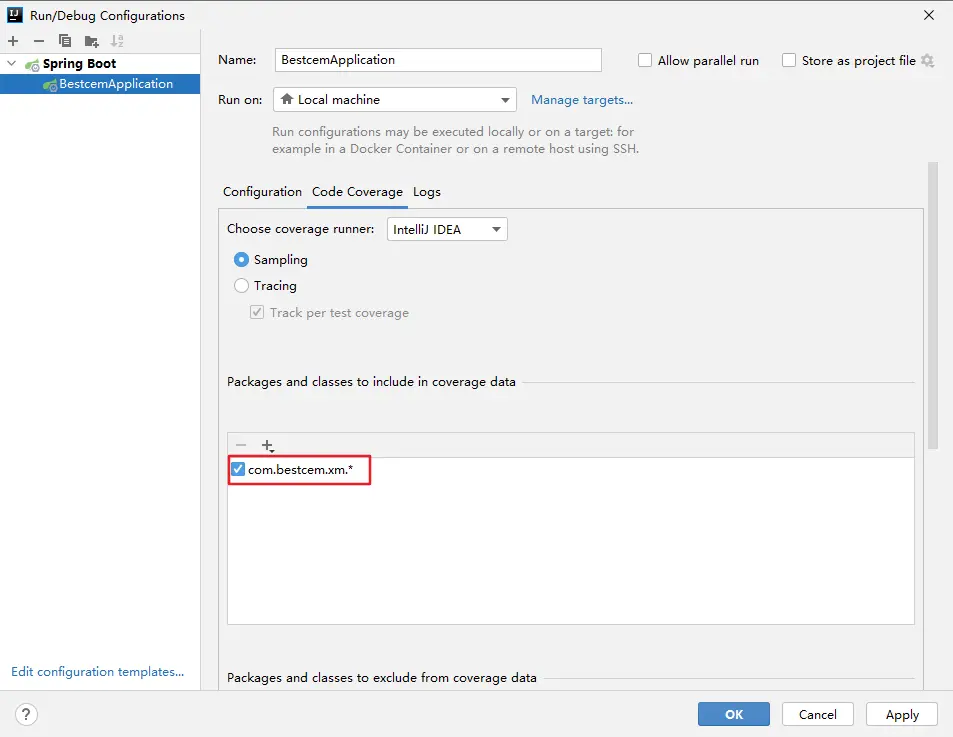 Run/Debug Configurations
Spring Boot
BestcemApplication
Name:
BestcemApplication
Allow parallel run
Store as project file
Run on:
Local machine
Manage targets...
Run configurations may be executed locally or on a target: for
example in a Docker Container or on a remote host using SSH.
Configuration
Code Coverage
Logs
Choose coverage runner:
IntelliJ IDEA
Sampling
Tracing
Track per test coverage
Packages and classes to include in coverage data
com.bestcem.xm.*
Packages and classes to exclude from coverage data
Edit configuration templates...
?
OK
Cancel
Apply